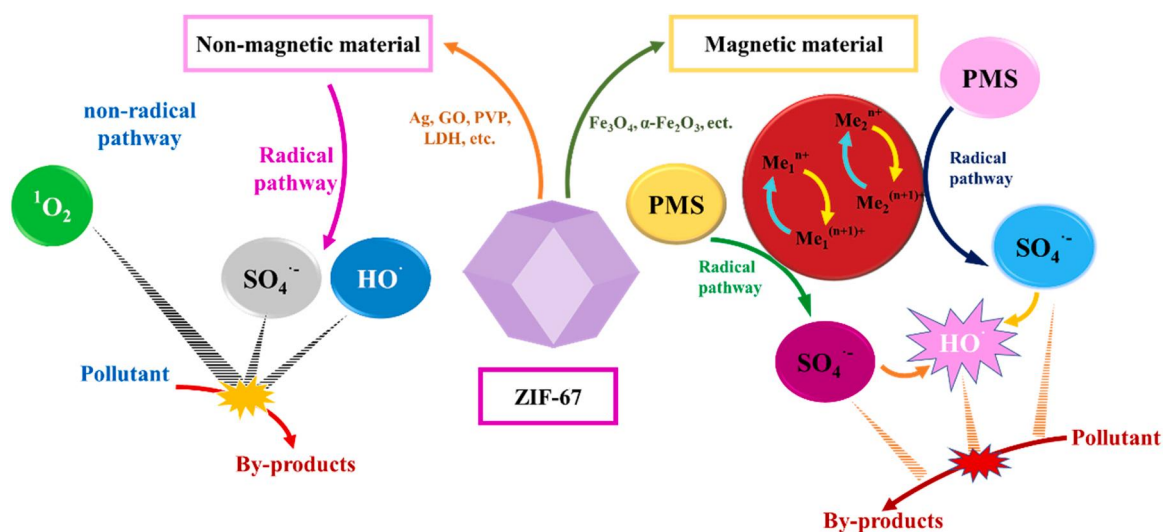 Non-magnetic material
Magnetic material
non-radical
pathway
Radical
pathway
Ag, GO, PVP,
LDH, etc.
Fe₃O₄, α-Fe₂O₃, ect.
¹O₂
SO₄·⁻
HO·
Pollutant
By-products
ZIF-67
PMS
Radical
pathway
Me₁ⁿ⁺
Me₁⁽ⁿ⁺¹⁾⁺
Me₂ⁿ⁺
Me₂⁽ⁿ⁺¹⁾⁺
PMS
Radical
pathway
SO₄·⁻
HO·
SO₄·⁻
Pollutant
By-products